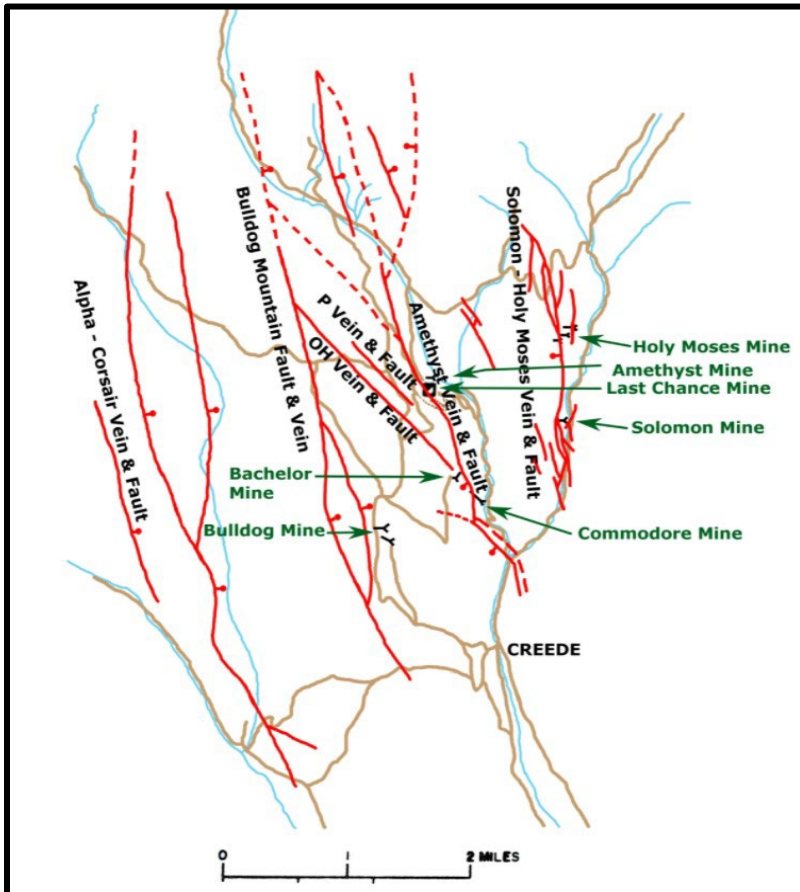 Alpha - Corsair Vein & Fault
Bulldog Mountain Fault & Vein
P Vein & Fault
OH Vein & Fault
Amethyst Vein & Fault
Solomon - Holy Moses Vein & Fault
Holy Moses Mine
Amethyst Mine
Last Chance Mine
Solomon Mine
Bachelor
Mine
Bulldog Mine
Commodore Mine
CREEDE
0 1 2 MILES